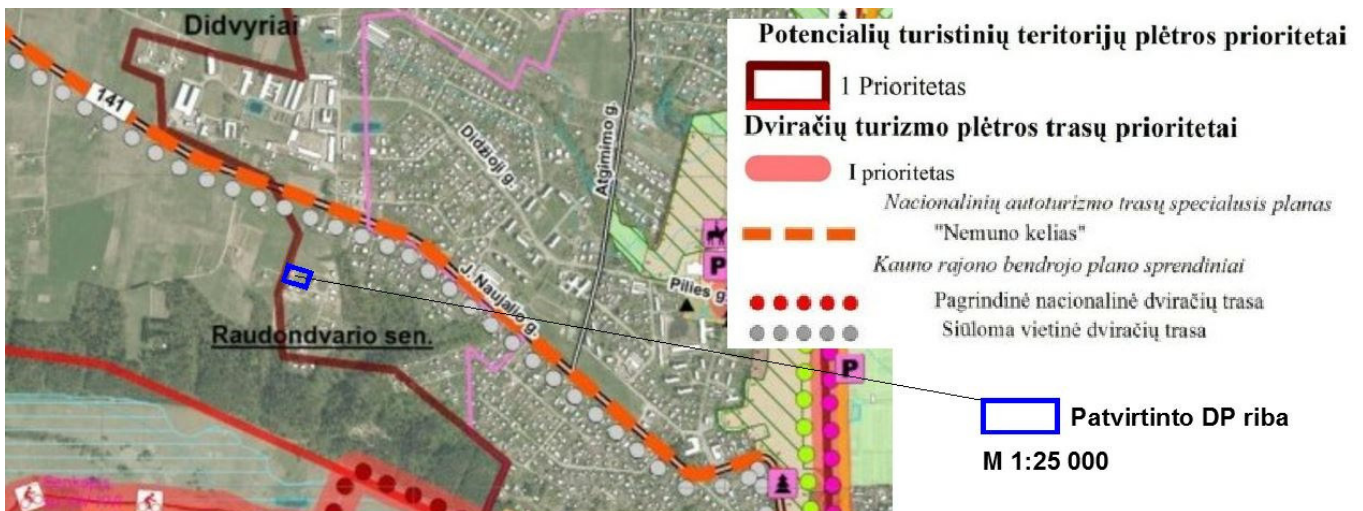 Didvyriai
141
Didžioji g.
Atgimimo g.
J. Naujalio g.
Pilies g.
P
P
Raudondvario sen.
Potencialių turistinių teritorijų plėtros prioritetai
1 Prioritetas
Dviračių turizmo plėtros trasų prioritetai
I prioritetas
Nacionalinių autoturizmo trasų specialusis planas
"Nemuno kelias"
Kauno rajono bendrojo plano sprendiniai
Pagrindinė nacionalinė dviračių trasa
Siūloma vietinė dviračių trasa
Patvirtinto DP riba
M 1:25 000